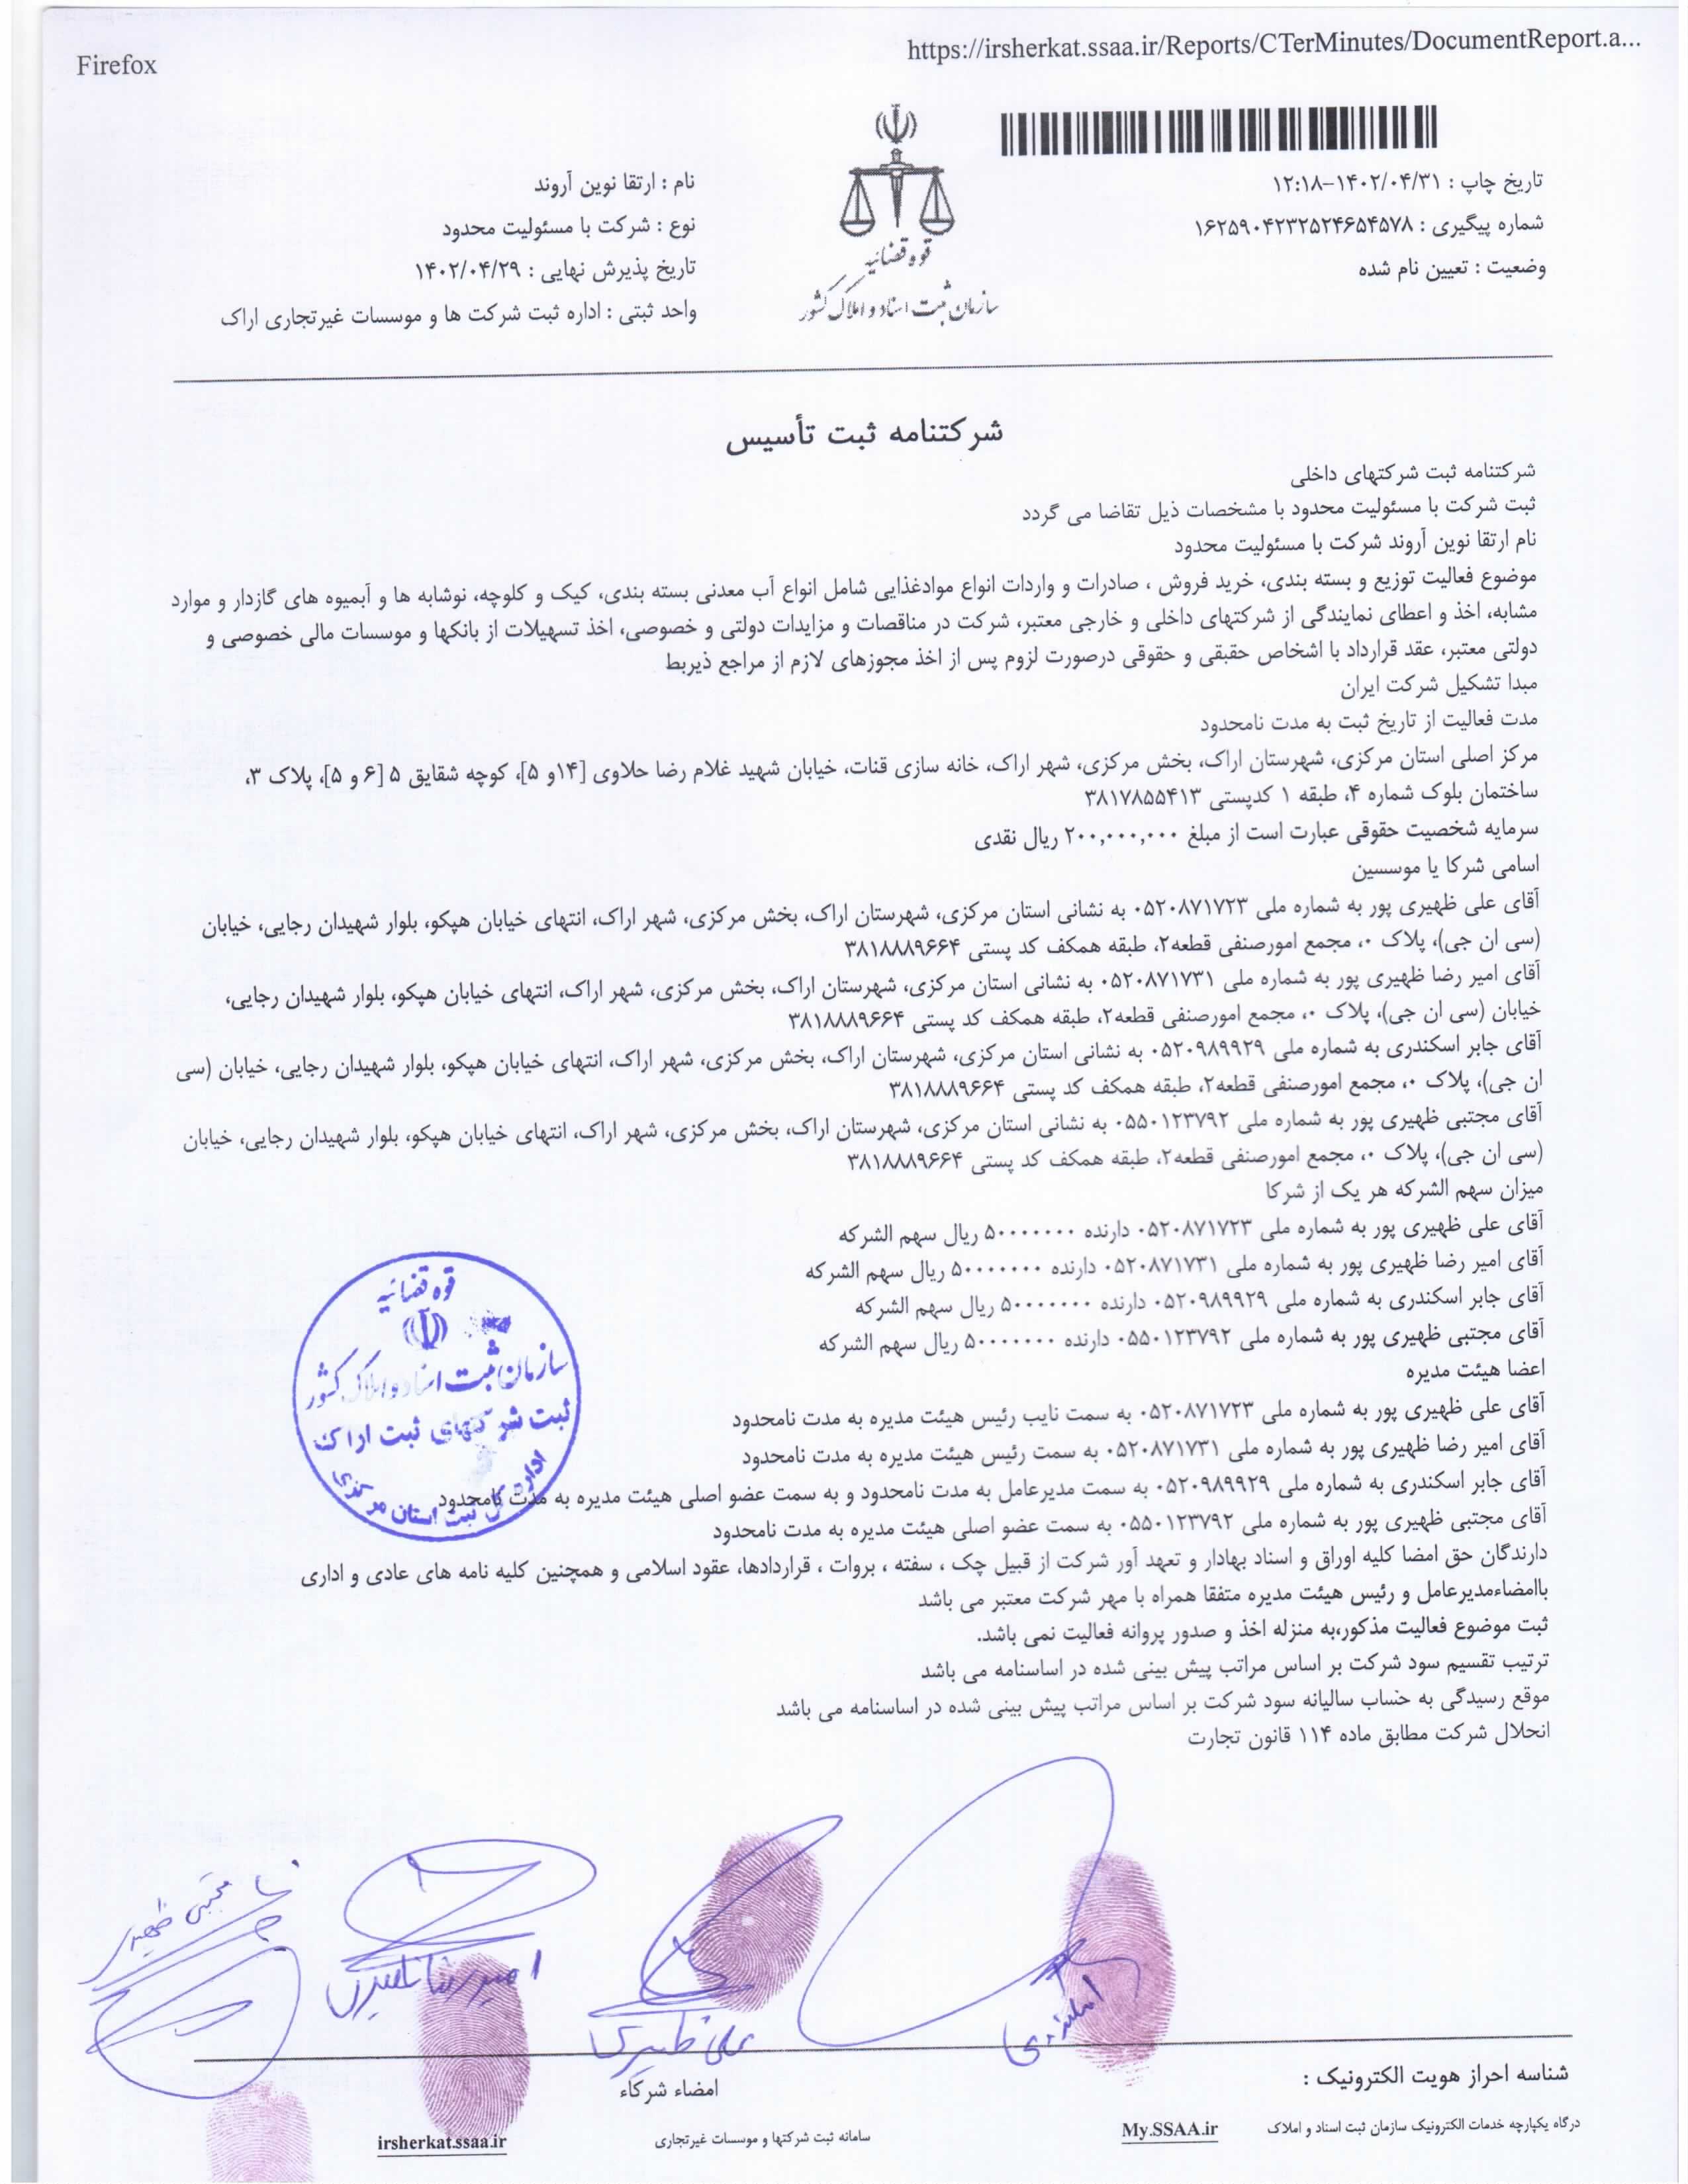 Firefox
https://irsherkat.ssaa.ir/Reports/CTerMinutes/DocumentReport.a...
تاریخ چاپ : ۱۴۰۲/۰۴/۳۱-۱۲:۱۸
شماره پیگیری : ۱۶۲۵۹۰۴۲۳۲۵۲۴۶۵۴۵۷۸
وضعیت : تعیین نام شده
قوه قضائیه
سازمان ثبت اسناد و املاک کشور
نام : ارتقا نوین آروند
نوع : شرکت با مسئولیت محدود
تاریخ پذیرش نهایی : ۱۴۰۲/۰۴/۲۹
واحد ثبتی : اداره ثبت شرکت ها و موسسات غیرتجاری اراک
شرکتنامه ثبت تأسیس
شرکتنامه ثبت شرکتهای داخلی
ثبت شرکت با مسئولیت محدود با مشخصات ذیل تقاضا می گردد
نام ارتقا نوین آروند شرکت با مسئولیت محدود
موضوع فعالیت توزیع و بسته بندی، خرید فروش ، صادرات و واردات انواع موادغذایی شامل انواع آب معدنی بسته بندی، کیک و کلوچه، نوشابه ها و آبمیوه های گازدار و موارد
مشابه، اخذ و اعطای نمایندگی از شرکتهای داخلی و خارجی معتبر، شرکت در مناقصات و مزایدات دولتی و خصوصی، اخذ تسهیلات از بانکها و موسسات مالی خصوصی و
دولتی معتبر، عقد قرارداد با اشخاص حقیقی و حقوقی درصورت لزوم پس از اخذ مجوزهای لازم از مراجع ذیربط
مبدا تشکیل شرکت ایران
مدت فعالیت از تاریخ ثبت به مدت نامحدود
مرکز اصلی استان مرکزی، شهرستان اراک، بخش مرکزی، شهر اراک، خانه سازی قنات، خیابان شهید غلام رضا حلاوی [۱۴و ۵]، کوچه شقایق ۵ [۶ و ۵]، پلاک ۳،
ساختمان بلوک شماره ۴، طبقه ۱ کدپستی ۳۸۱۷۸۵۵۴۱۳
سرمایه شخصیت حقوقی عبارت است از مبلغ ۲۰۰,۰۰۰,۰۰۰ ریال نقدی
اسامی شرکا یا موسسین
آقای علی ظهیری پور به شماره ملی ۰۵۲۰۸۷۱۷۲۳ به نشانی استان مرکزی، شهرستان اراک، بخش مرکزی، شهر اراک، انتهای خیابان هپکو، بلوار شهیدان رجایی، خیابان
(سی ان جی)، پلاک ۰، مجمع امورصنفی قطعه۲، طبقه همکف کد پستی ۳۸۱۸۸۸۹۶۶۴
آقای امیر رضا ظهیری پور به شماره ملی ۰۵۲۰۸۷۱۷۳۱ به نشانی استان مرکزی، شهرستان اراک، بخش مرکزی، شهر اراک، انتهای خیابان هپکو، بلوار شهیدان رجایی،
خیابان (سی ان جی)، پلاک ۰، مجمع امورصنفی قطعه۲، طبقه همکف کد پستی ۳۸۱۸۸۸۹۶۶۴
آقای جابر اسکندری به شماره ملی ۰۵۲۰۹۸۹۹۲۹ به نشانی استان مرکزی، شهرستان اراک، بخش مرکزی، شهر اراک، انتهای خیابان هپکو، بلوار شهیدان رجایی، خیابان (سی
ان جی)، پلاک ۰، مجمع امورصنفی قطعه۲، طبقه همکف کد پستی ۳۸۱۸۸۸۹۶۶۴
آقای مجتبی ظهیری پور به شماره ملی ۰۵۵۰۱۲۳۷۹۲ به نشانی استان مرکزی، شهرستان اراک، بخش مرکزی، شهر اراک، انتهای خیابان هپکو، بلوار شهیدان رجایی، خیابان
(سی ان جی)، پلاک ۰، مجمع امورصنفی قطعه۲، طبقه همکف کد پستی ۳۸۱۸۸۸۹۶۶۴
میزان سهم الشرکه هر یک از شرکا
آقای علی ظهیری پور به شماره ملی ۰۵۲۰۸۷۱۷۲۳ دارنده ۵۰۰۰۰۰۰۰ ریال سهم الشرکه
آقای امیر رضا ظهیری پور به شماره ملی ۰۵۲۰۸۷۱۷۳۱ دارنده ۵۰۰۰۰۰۰۰ ریال سهم الشرکه
آقای جابر اسکندری به شماره ملی ۰۵۲۰۹۸۹۹۲۹ دارنده ۵۰۰۰۰۰۰۰ ریال سهم الشرکه
آقای مجتبی ظهیری پور به شماره ملی ۰۵۵۰۱۲۳۷۹۲ دارنده ۵۰۰۰۰۰۰۰ ریال سهم الشرکه
اعضا هیئت مدیره
آقای علی ظهیری پور به شماره ملی ۰۵۲۰۸۷۱۷۲۳ به سمت نایب رئیس هیئت مدیره به مدت نامحدود
آقای امیر رضا ظهیری پور به شماره ملی ۰۵۲۰۸۷۱۷۳۱ به سمت رئیس هیئت مدیره به مدت نامحدود
آقای جابر اسکندری به شماره ملی ۰۵۲۰۹۸۹۹۲۹ به سمت مدیرعامل به مدت نامحدود و به سمت عضو اصلی هیئت مدیره به مدت نامحدود
آقای مجتبی ظهیری پور به شماره ملی ۰۵۵۰۱۲۳۷۹۲ به سمت عضو اصلی هیئت مدیره به مدت نامحدود
دارندگان حق امضا کلیه اوراق و اسناد بهادار و تعهد آور شرکت از قبیل چک ، سفته ، بروات ، قراردادها، عقود اسلامی و همچنین کلیه نامه های عادی و اداری
باامضاءمدیرعامل و رئیس هیئت مدیره متفقا همراه با مهر شرکت معتبر می باشد
ثبت موضوع فعالیت مذکور،به منزله اخذ و صدور پروانه فعالیت نمی باشد.
ترتیب تقسیم سود شرکت بر اساس مراتب پیش بینی شده در اساسنامه می باشد
موقع رسیدگی به حساب سالیانه سود شرکت بر اساس مراتب پیش بینی شده در اساسنامه می باشد
انحلال شرکت مطابق ماده ۱۱۴ قانون تجارت
قوه قضائیه
سازمان ثبت اسناد و املاک کشور
ثبت شرکتهای ثبت اراک
اداره کل ثبت استان مرکزی
اسکندری
علی ظهیری
امیررضا ظهیری
مجتبی ظهیری
شناسه احراز هویت الکترونیک :
امضاء شرکاء
درگاه یکپارچه خدمات الکترونیک سازمان ثبت اسناد و املاک
My.SSAA.ir
سامانه ثبت شرکتها و موسسات غیرتجاری
irsherkat.ssaa.ir